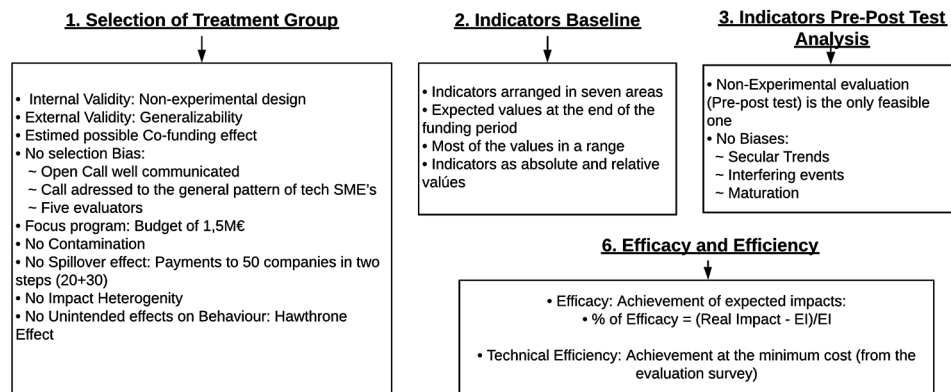 1. Selection of Treatment Group
• Internal Validity: Non-experimental design
• External Validity: Generalizability
• Estimed possible Co-funding effect
• No selection Bias:
~ Open Call well communicated
~ Call adressed to the general pattern of tech SME's
~ Five evaluators
• Focus program: Budget of 1,5M€
• No Contamination
• No Spillover effect: Payments to 50 companies in two
steps (20+30)
• No Impact Heterogenity
• No Unintended effects on Behaviour: Hawthrone
Effect
2. Indicators Baseline
• Indicators arranged in seven areas
• Expected values at the end of the
funding period
• Most of the values in a range
• Indicators as absolute and relative
valúes
3. Indicators Pre-Post Test
Analysis
• Non-Experimental evaluation
(Pre-post test) is the only feasible
one
• No Biases:
~ Secular Trends
~ Interfering events
~ Maturation
6. Efficacy and Efficiency
• Efficacy: Achievement of expected impacts:
• % of Efficacy = (Real Impact - EI)/EI
• Technical Efficiency: Achievement at the minimum cost (from the
evaluation survey)